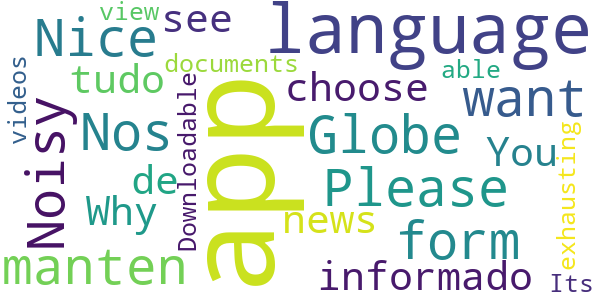 view
Nice
see
language
tudo
documents
able
videos
app
choose
want
Noisy
Nos
Downloadable
Globe
You
exhausting
de
Please
Why
news
form
manten
informado
Its